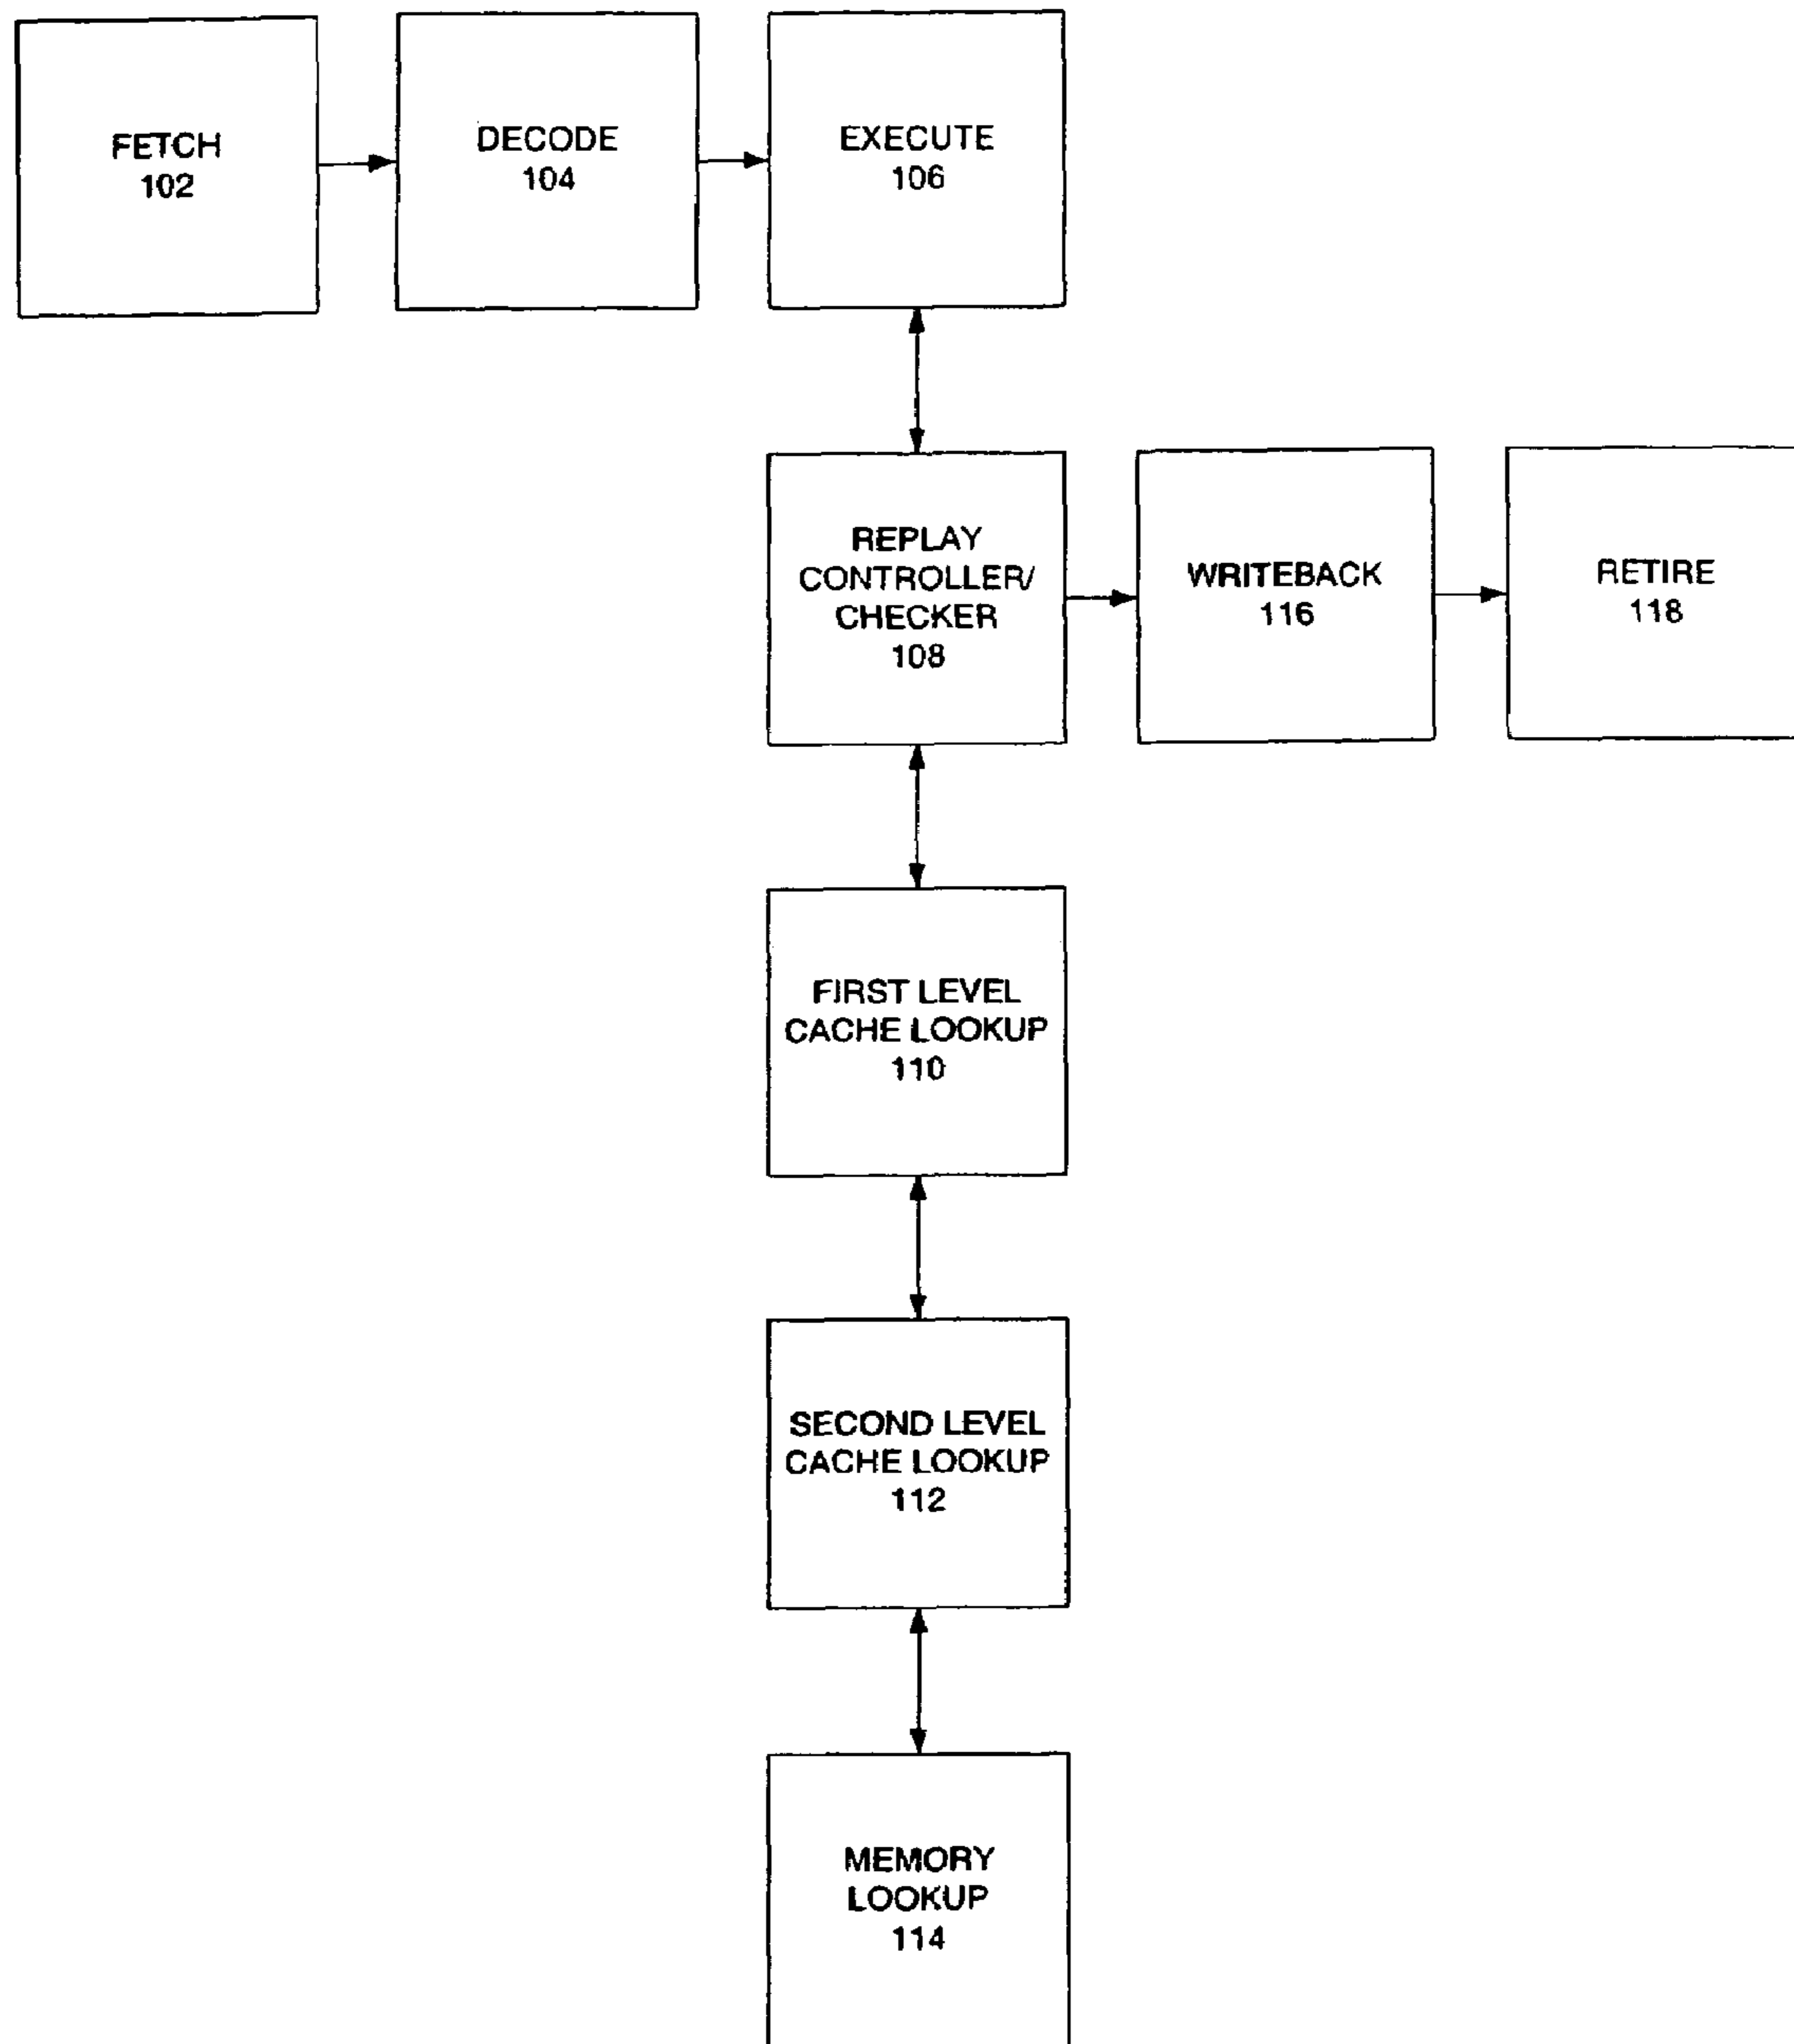 FETCH
102
DECODE
104
EXECUTE
106
REPLAY
CONTROLLER/
CHECKER
108
WRITEBACK
116
RETIRE
118
FIRST LEVEL
CACHE LOOKUP
110
SECOND LEVEL
CACHE LOOKUP
112
MEMORY
LOOKUP
114